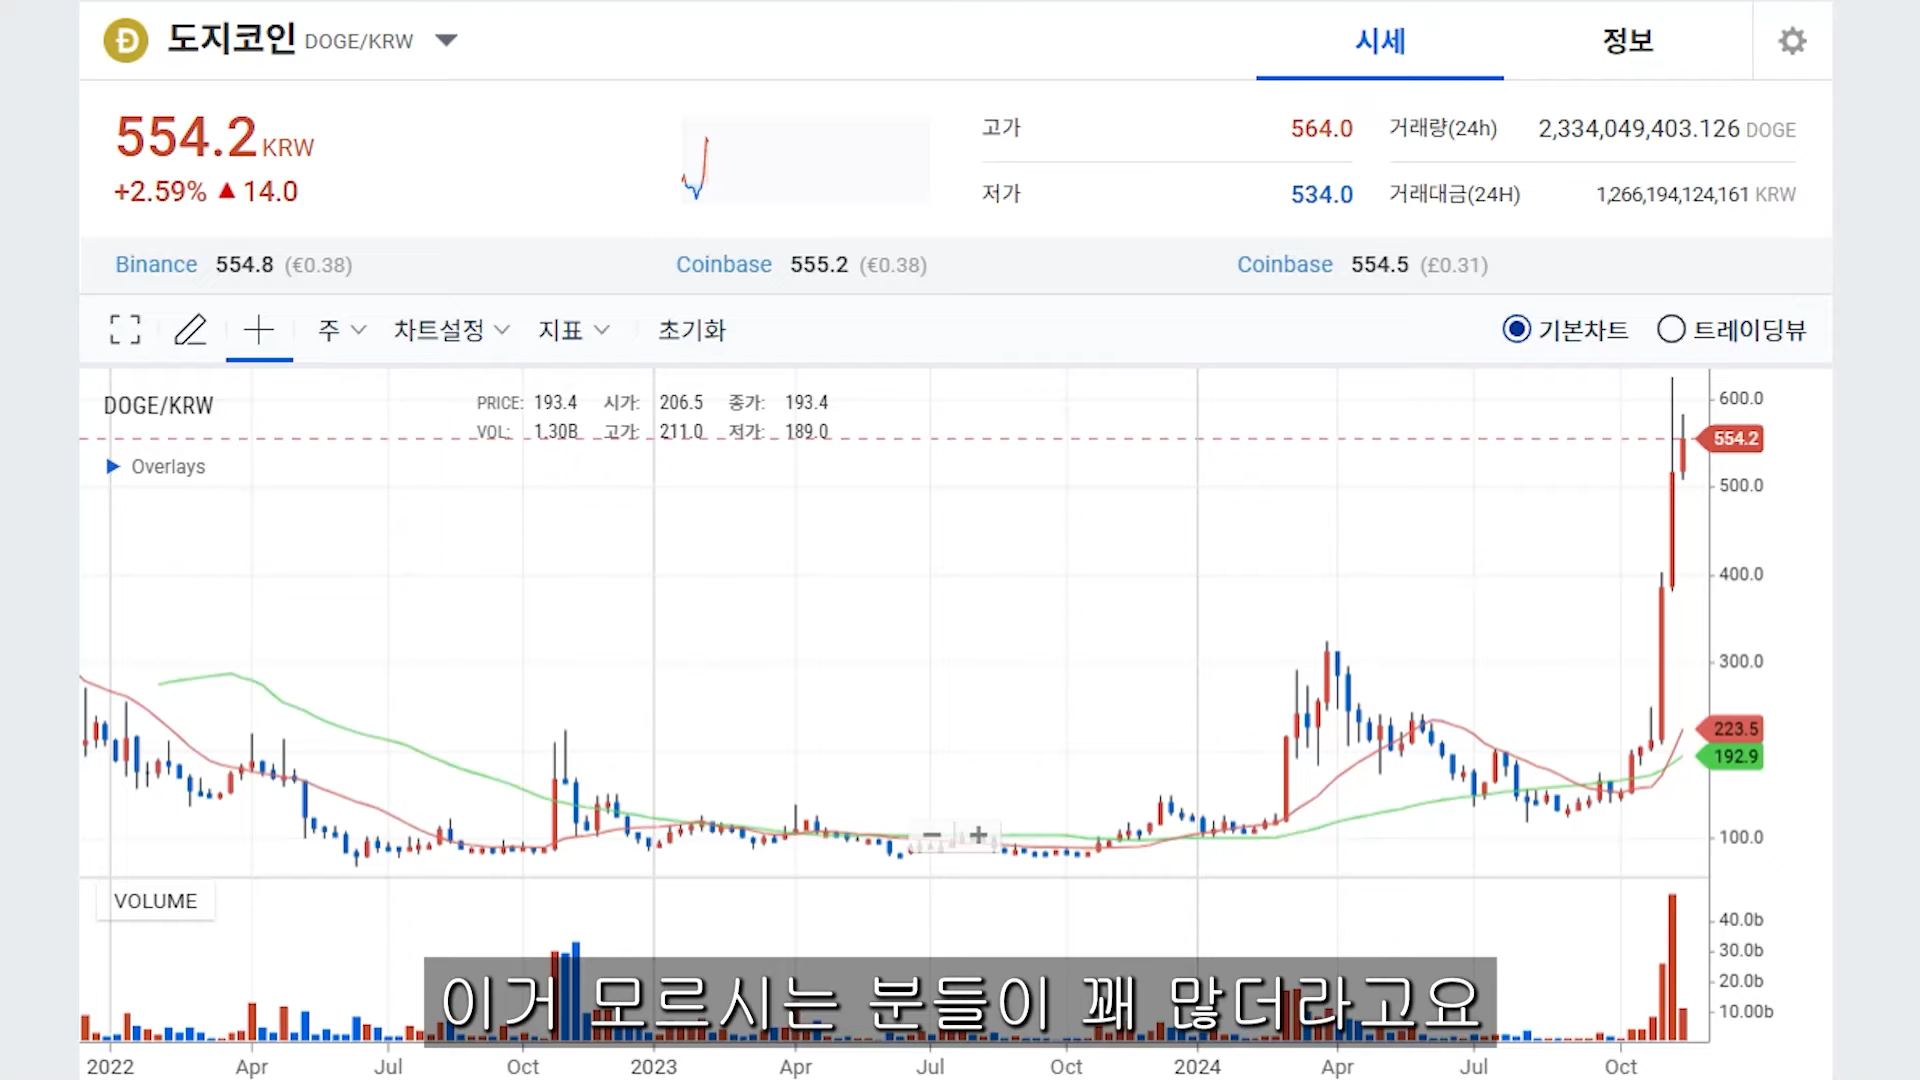 도지코인 DOGE/KRW
시세 정보
554.2 KRW
+2.59% ▲ 14.0
고가 564.0
거래량(24h) 2,334,049,403.126 DOGE
저가 534.0
거래대금(24H) 1,266,194,124,161 KRW
Binance 554.8 (€0.38)
Coinbase 555.2 (€0.38)
Coinbase 554.5 (£0.31)
주 차트설정 지표 초기화
기본차트 트레이딩뷰
DOGE/KRW
PRICE: 193.4 시가: 206.5 종가: 193.4
VOL: 1.30B 고가: 211.0 저가: 189.0
Overlays
600.0
554.2
500.0
400.0
300.0
223.5
192.9
100.0
VOLUME
40.0b
30.0b
20.0b
10.00b
이거 모르시는 분들이 꽤 많더라고요
2022 Apr Jul Oct 2023 Apr Jul Oct 2024 Apr Jul Oct